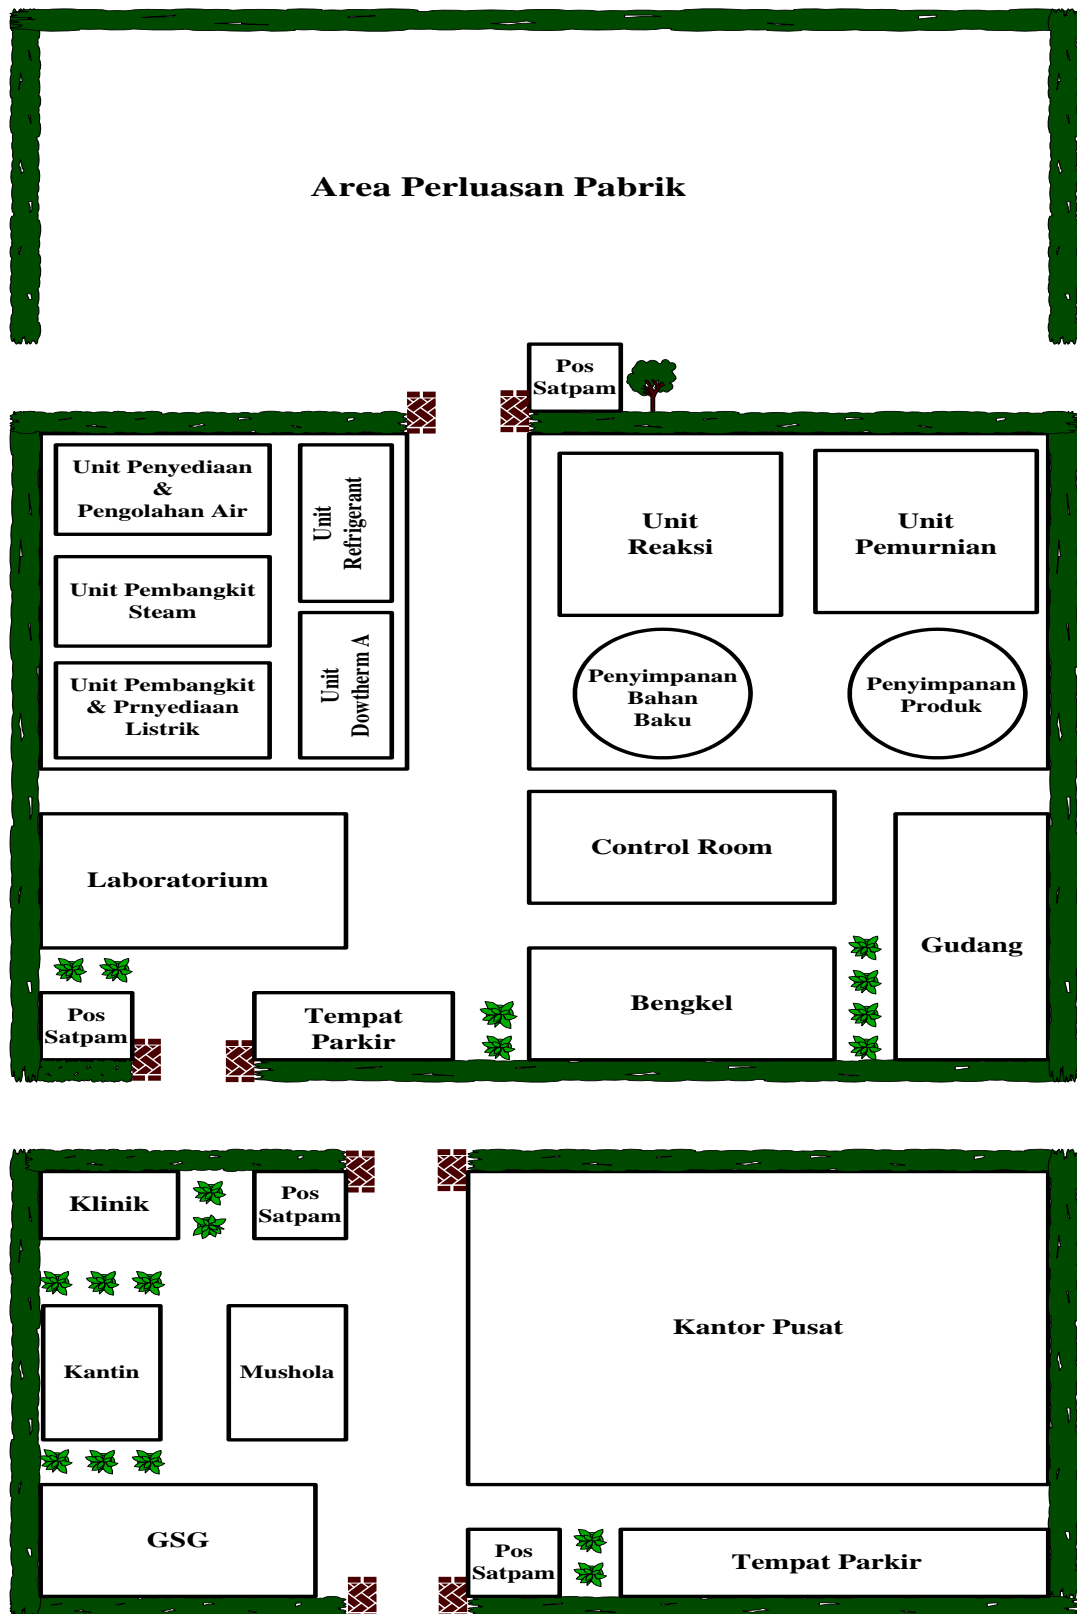 Area Perluasan Pabrik
Pos
Satpam
Unit Penyediaan
&
Pengolahan Air
Unit
Refrigerant
Unit
Reaksi
Unit
Pemurnian
Unit Pembangkit
Steam
Unit Pembangkit
& Prnyediaan
Listrik
Unit
Dowtherm A
Penyimpanan
Bahan
Baku
Penyimpanan
Produk
Laboratorium
Control Room
Gudang
Pos
Satpam
Tempat
Parkir
Bengkel
Klinik
Pos
Satpam
Kantor Pusat
Kantin
Mushola
GSG
Pos
Satpam
Tempat Parkir